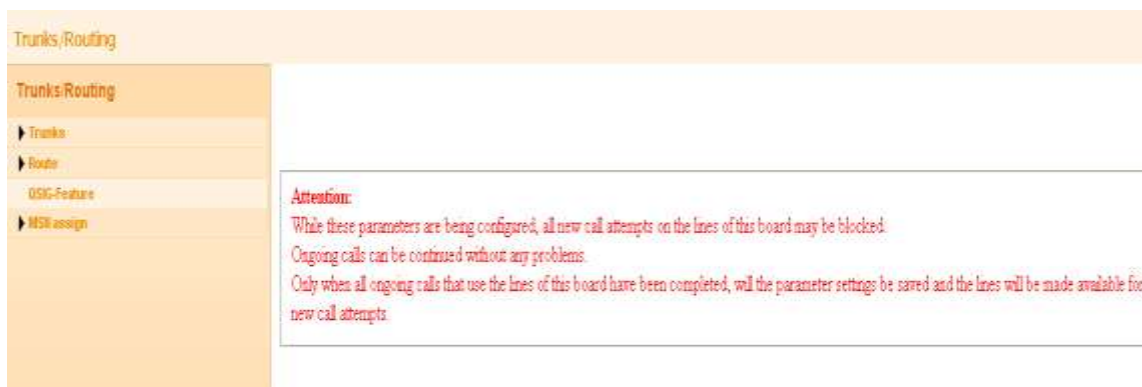 Trunks/Routing
Trunks/Routing
Trunks
Route
QSIG-Feature
MSN assign
Attention:
While these parameters are being configured, all new call attempts on the lines of this board may be blocked.
Ongoing calls can be continued without any problems.
Only when all ongoing calls that use the lines of this board have been completed, will the parameter settings be saved and the lines will be made available for
new call attempts.